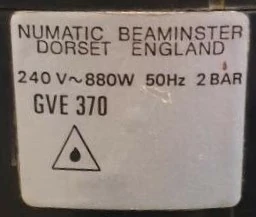 NUMATIC BEAMINSTER
DORSET ENGLAND
240 V~880W 50Hz 2 BAR
GVE 370